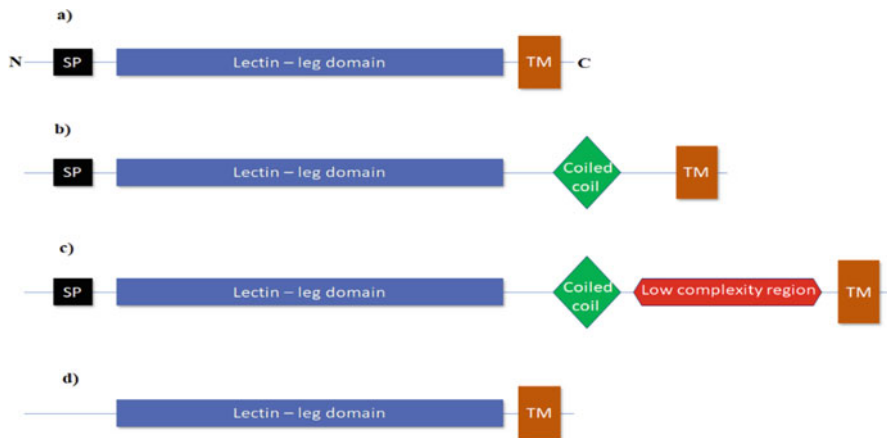 a)
N SP Lectin – leg domain TM C
b)
SP Lectin – leg domain Coiled coil TM
c)
SP Lectin – leg domain Coiled coil Low complexity region TM
d)
Lectin – leg domain TM